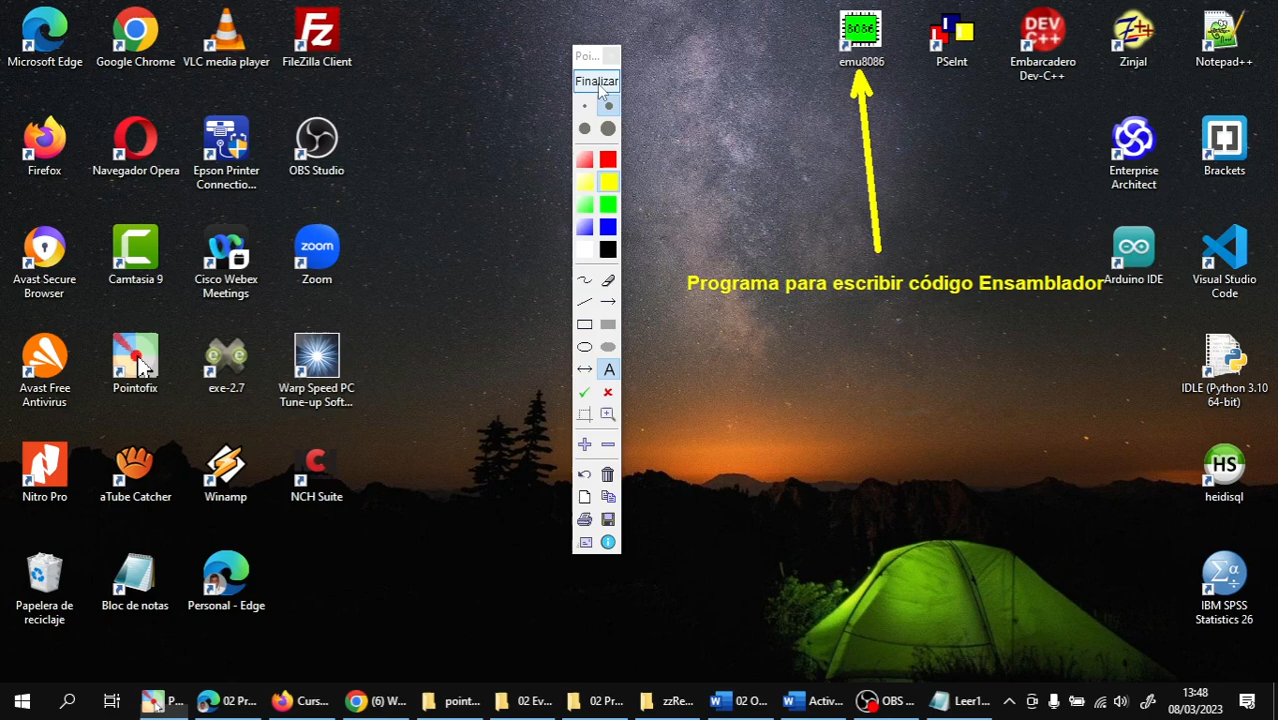 Microsoft Edge
Google Chrome
VLC media player
FileZilla Client
Poi...
Finalizar
A
8086
emu8086
PSeInt
DEV
C++
Embarcadero
Dev-C++
Zinjal
Notepad++
Firefox
Navegador Opera
Epson Printer
Connectio...
OBS Studio
Enterprise
Architect
Brackets
Avast Secure
Browser
Camtasia 9
Cisco Webex
Meetings
zoom
Zoom
Programa para escribir código Ensamblador
Arduino IDE
Visual Studio
Code
Avast Free
Antivirus
Pointofix
exe-2.7
Warp Speed PC
Tune-up Soft...
IDLE (Python 3.10
64-bit)
Nitro Pro
aTube Catcher
Winamp
NCH Suite
HS
heidisql
Papelera de
reciclaje
Bloc de notas
Personal - Edge
IBM SPSS
Statistics 26
P...
02 Pr...
Curs...
(6) W...
point...
02 Ev...
02 Pr...
zzRe...
02 O...
Activ...
OBS ...
Leer1...
13:48
08/03/2023